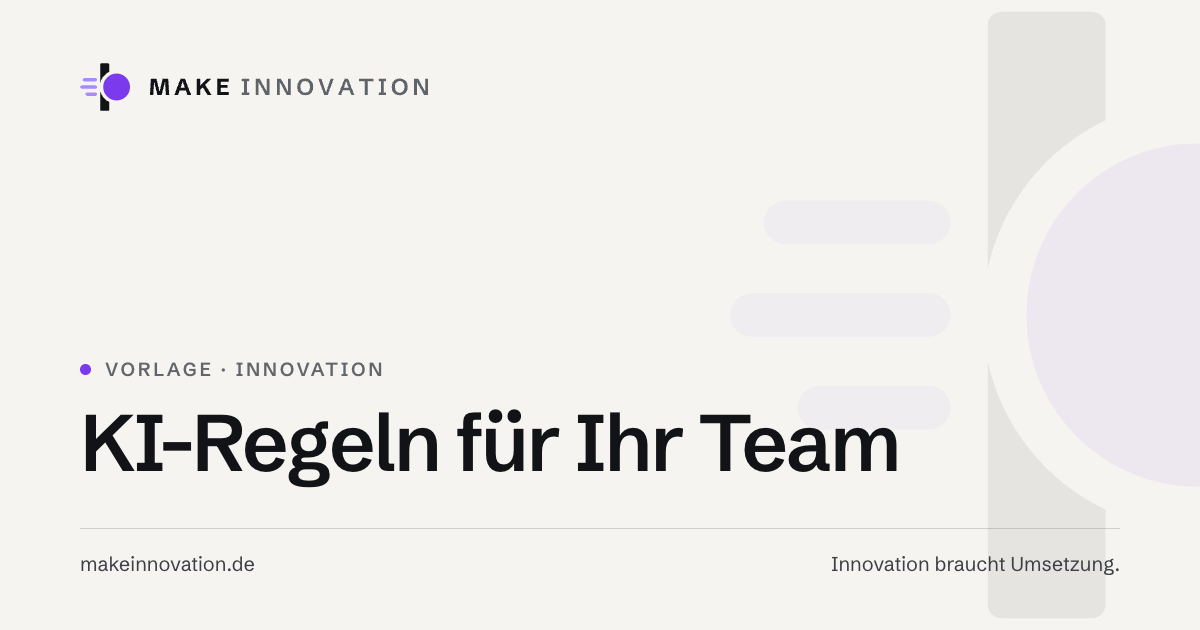 MAKE INNOVATION
VORLAGE · INNOVATION
KI-Regeln für Ihr Team
makeinnovation.de
Innovation braucht Umsetzung.